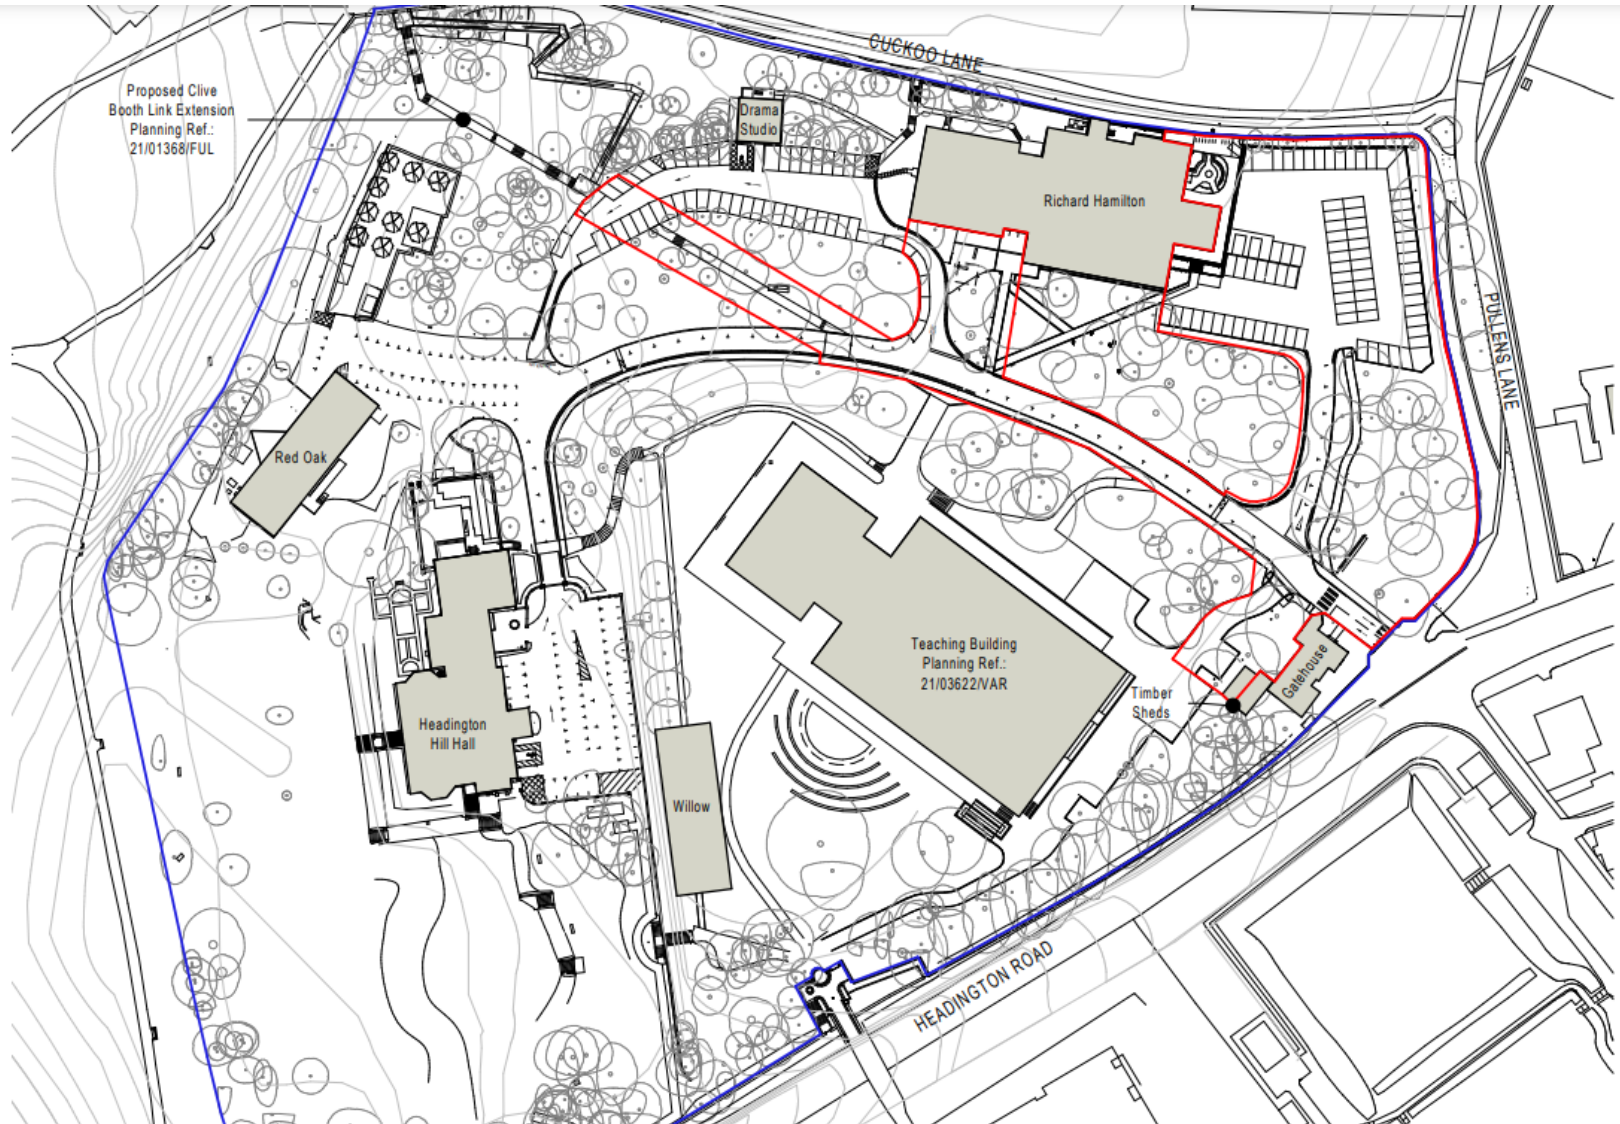 CUCKOO LANE
Proposed Clive
Booth Link Extension
Planning Ref.:
21/01368/FUL
Drama
Studio
Richard Hamilton
PULLENS LANE
Red Oak
Teaching Building
Planning Ref.:
21/03622/VAR
Gatehouse
Timber
Sheds
Headington
Hill Hall
Willow
HEADINGTON ROAD